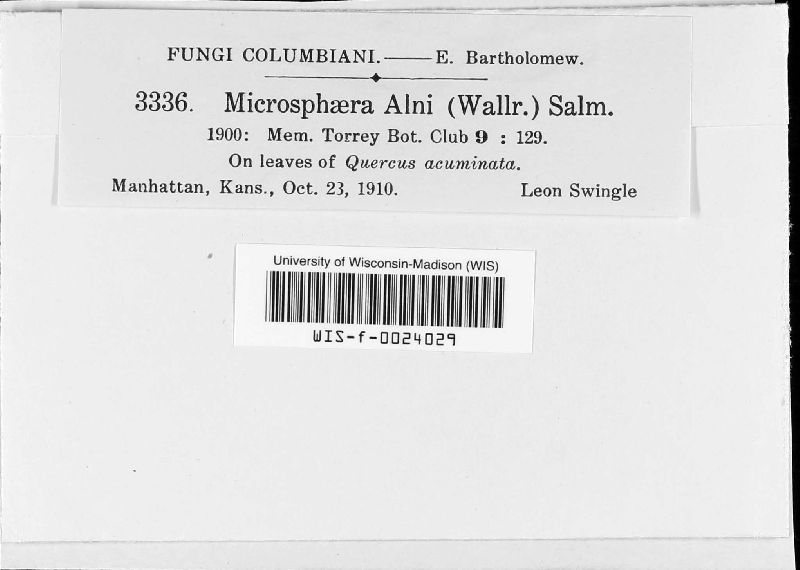 FUNGI COLUMBIANI.——E. Bartholomew.
3336. Microsphæra Alni (Wallr.) Salm.
1900: Mem. Torrey Bot. Club 9 : 129.
On leaves of Quercus acuminata.
Manhattan, Kans., Oct. 23, 1910. Leon Swingle
University of Wisconsin-Madison (WIS)
WIS-f-0024029